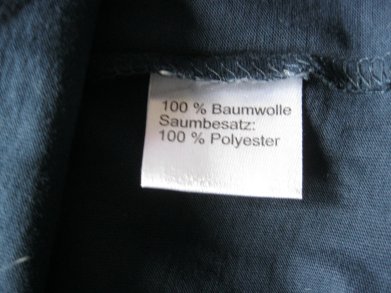 100 % Baumwolle
Saumbesatz:
100 % Polyester